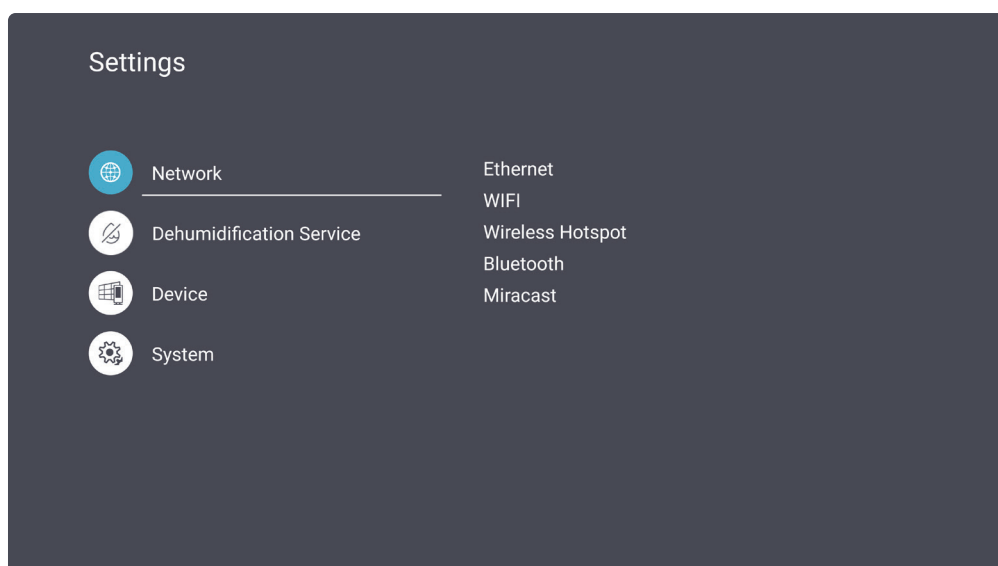 Settings
Network
Dehumidification Service
Device
System
Ethernet
WIFI
Wireless Hotspot
Bluetooth
Miracast